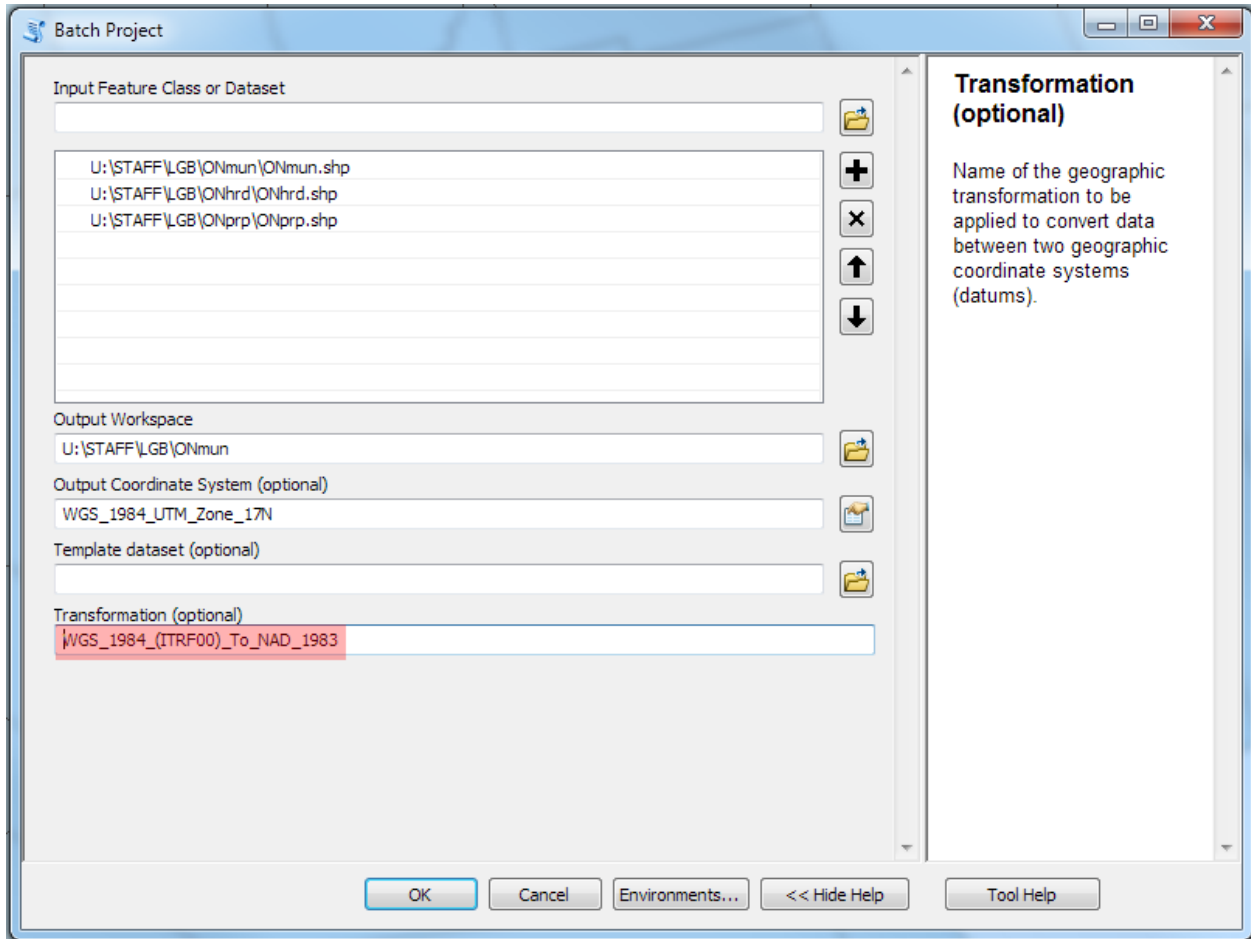 Batch Project
Input Feature Class or Dataset
U:\STAFF\LGB\ONmun\ONmun.shp
U:\STAFF\LGB\ONhrd\ONhrd.shp
U:\STAFF\LGB\ONprp\ONprp.shp
Output Workspace
U:\STAFF\LGB\ONmun
Output Coordinate System (optional)
WGS_1984_UTM_Zone_17N
Template dataset (optional)
Transformation (optional)
WGS_1984_(ITRF00)_To_NAD_1983
OK
Cancel
Environments...
<< Hide Help
Transformation
(optional)
Name of the geographic
transformation to be
applied to convert data
between two geographic
coordinate systems
(datums).
Tool Help